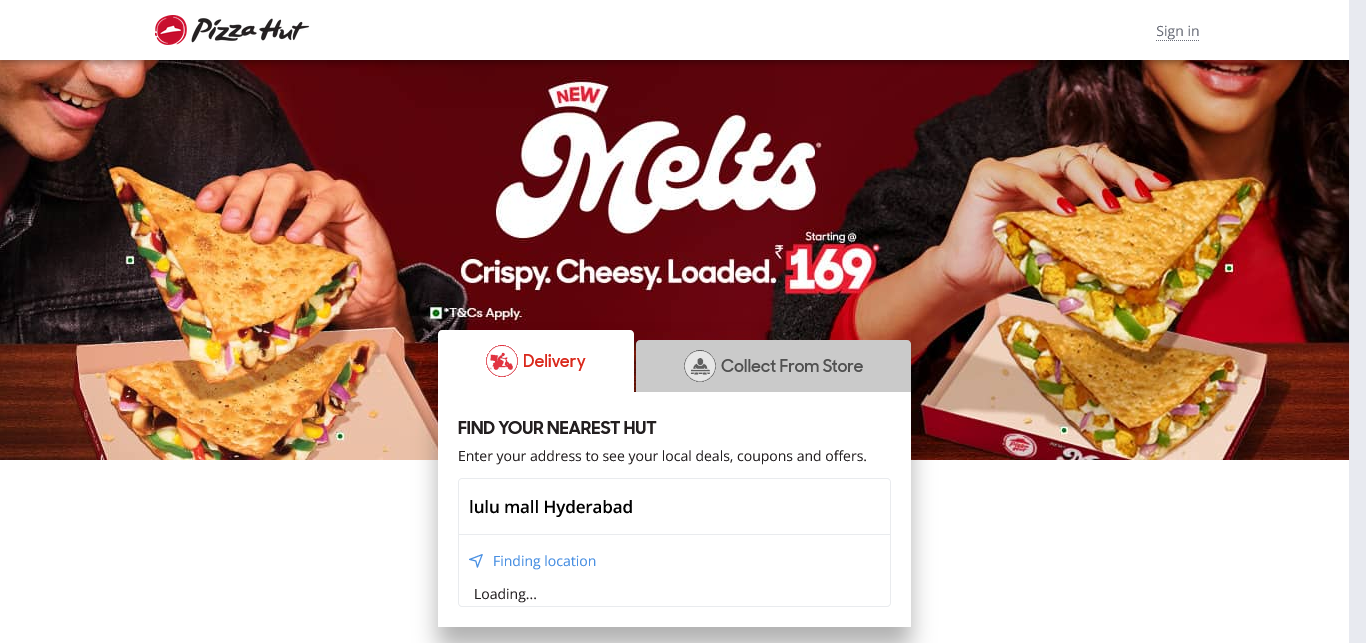 Pizza Hut
Sign in
NEW
Melts
Starting @
Crispy. Cheesy. Loaded. ₹169*
*T&Cs Apply.
Delivery
Collect From Store
FIND YOUR NEAREST HUT
Enter your address to see your local deals, coupons and offers.
lulu mall Hyderabad
Finding location
Loading...